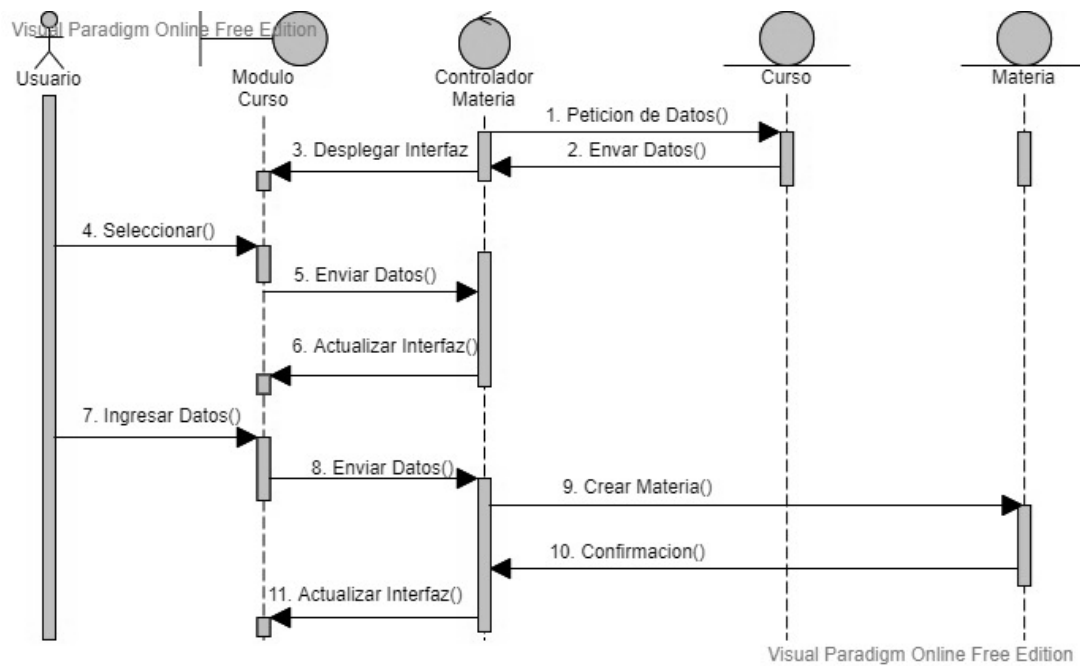 Visual Paradigm Online Free Edition
Usuario
Modulo
Curso
Controlador
Materia
Curso
Materia
1. Peticion de Datos()
3. Desplegar Interfaz
2. Envar Datos()
4. Seleccionar()
5. Enviar Datos()
6. Actualizar Interfaz()
7. Ingresar Datos()
8. Enviar Datos()
9. Crear Materia()
10. Confirmacion()
11. Actualizar Interfaz()
Visual Paradigm Online Free Edition